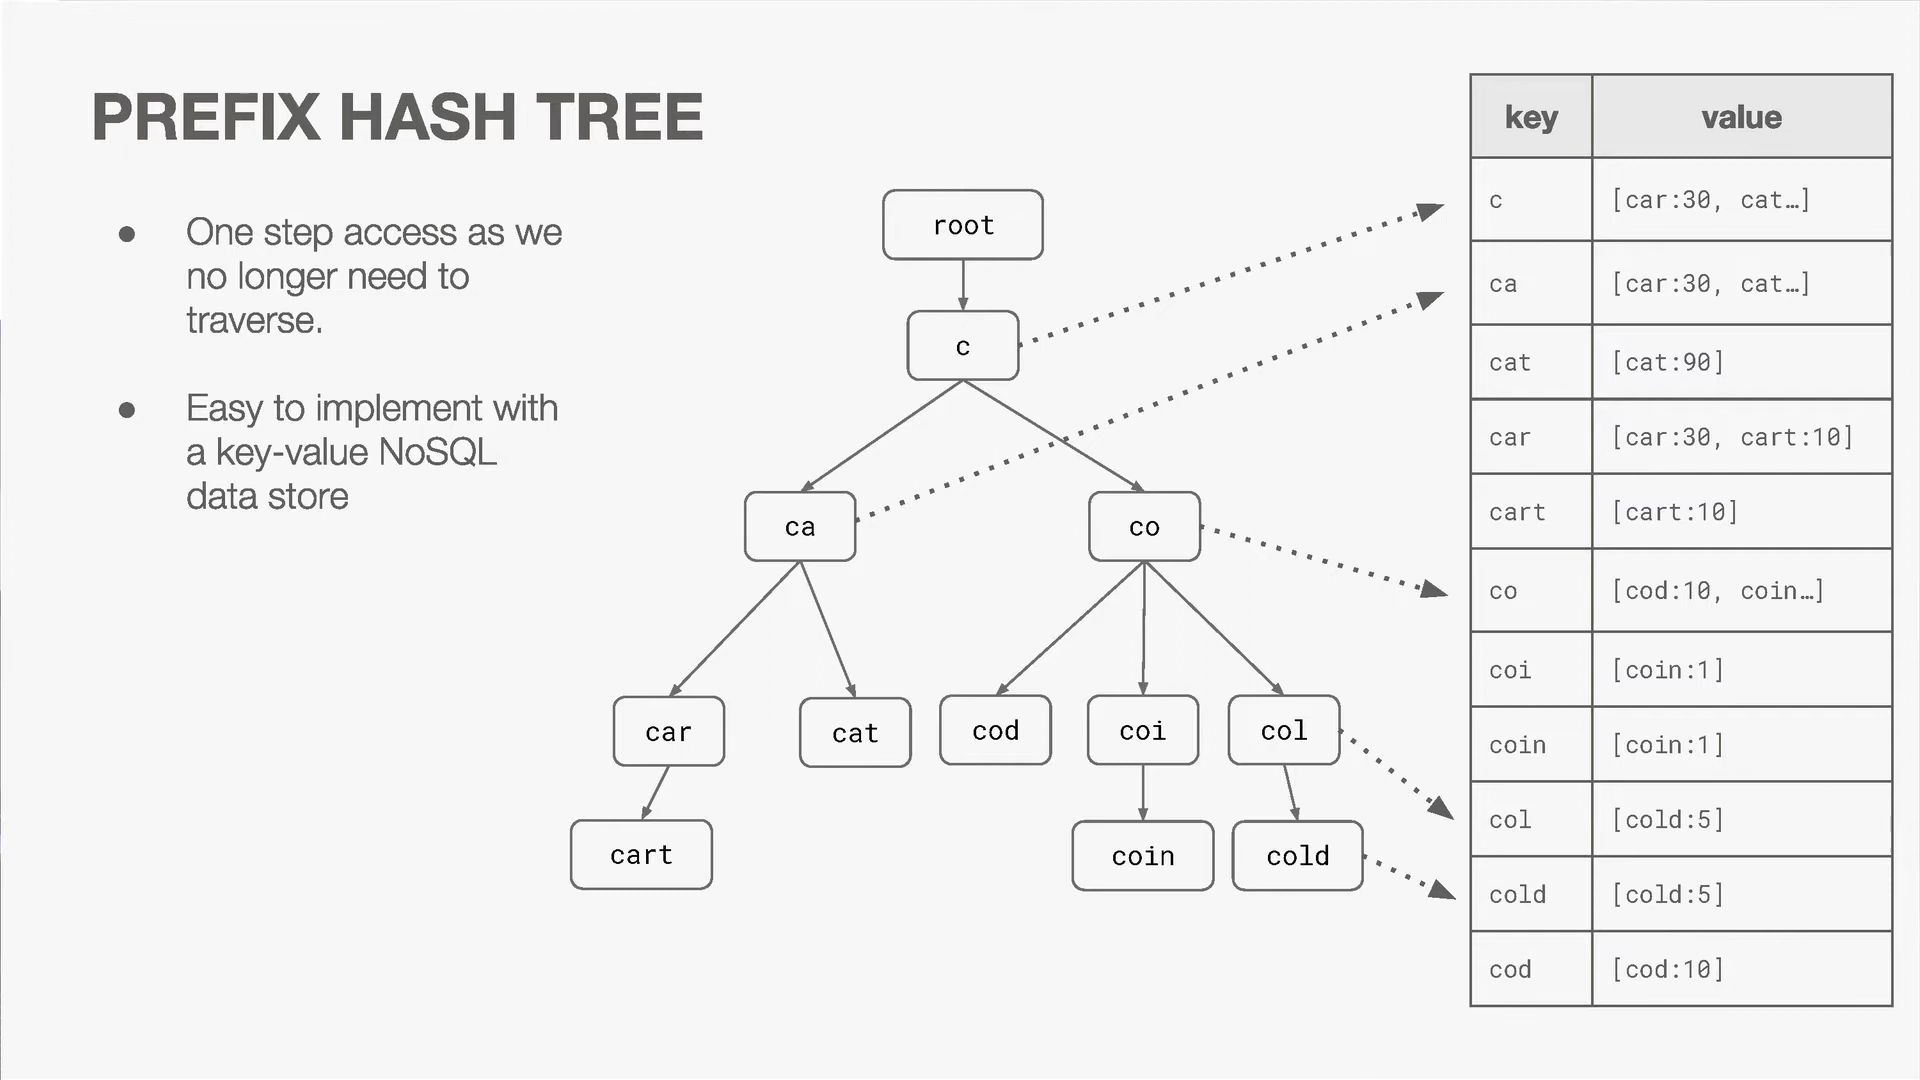 PREFIX HASH TREE
● One step access as we
no longer need to
traverse.
● Easy to implement with
a key-value NoSQL
data store
root
c
ca
co
car
cat
cod
coi
col
cart
coin
cold
key value
c [car:30, cat…]
ca [car:30, cat…]
cat [cat:90]
car [car:30, cart:10]
cart [cart:10]
co [cod:10, coin…]
coi [coin:1]
coin [coin:1]
col [cold:5]
cold [cold:5]
cod [cod:10]